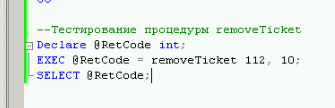 --Тестирование процедуры removeTicket
Declare @RetCode int;
EXEC @RetCode = removeTicket 112, 10;
SELECT @RetCode;